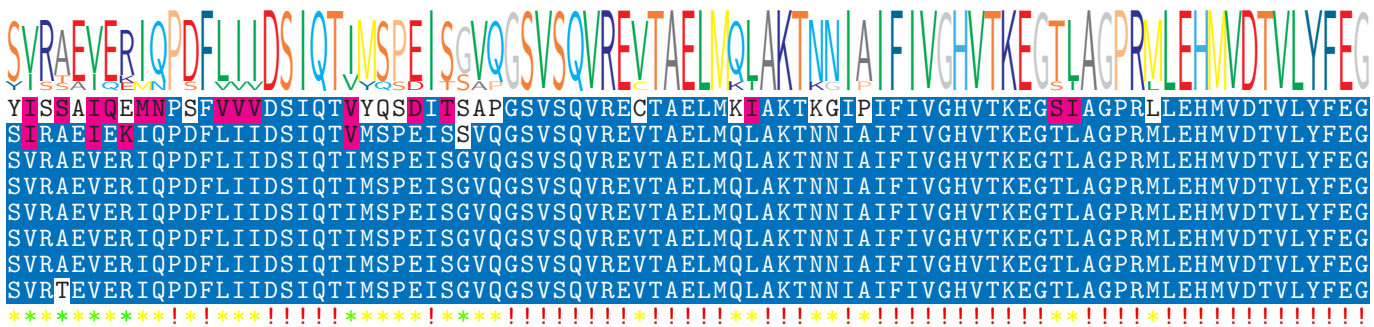 SVRAEVERIQPDFLIIDSIQTIMSPEISGVQGSVSQVREVTAELMQLAKTNNIAIFIVGHVTKEGTLAGPRMLEHMVDTVLYFEG
YISSAIQEMNPSFVVVDSIQTVYQSDITSAPGSVSQVRECTAELMKIAKTKGIPIFIVGHVTKEGSIAGPRLLEHMVDTVLYFEG
SIRAEIEKIQPDFLIIDSIQTVMSPEISSVQGSVSQVREVTAELMQLAKTNNIAIFIVGHVTKEGTLAGPRMLEHMVDTVLYFEG
SVRAEVERIQPDFLIIDSIQTIMSPEISGVQGSVSQVREVTAELMQLAKTNNIAIFIVGHVTKEGTLAGPRMLEHMVDTVLYFEG
SVRAEVERIQPDFLIIDSIQTIMSPEISGVQGSVSQVREVTAELMQLAKTNNIAIFIVGHVTKEGTLAGPRMLEHMVDTVLYFEG
SVRAEVERIQPDFLIIDSIQTIMSPEISGVQGSVSQVREVTAELMQLAKTNNIAIFIVGHVTKEGTLAGPRMLEHMVDTVLYFEG
SVRAEVERIQPDFLIIDSIQTIMSPEISGVQGSVSQVREVTAELMQLAKTNNIAIFIVGHVTKEGTLAGPRMLEHMVDTVLYFEG
SVRAEVERIQPDFLIIDSIQTIMSPEISGVQGSVSQVREVTAELMQLAKTNNIAIFIVGHVTKEGTLAGPRMLEHMVDTVLYFEG
SVRTEVERIQPDFLIIDSIQTIMSPEISGVQGSVSQVREVTAELMQLAKTNNIAIFIVGHVTKEGTLAGPRMLEHMVDTVLYFEG
**********!*!***!!!!!*****!****!!!!!!!!*!!!!!**!!!**!*!!!!!!!!!!!**!!!!*!!!!!!!!!!!!!